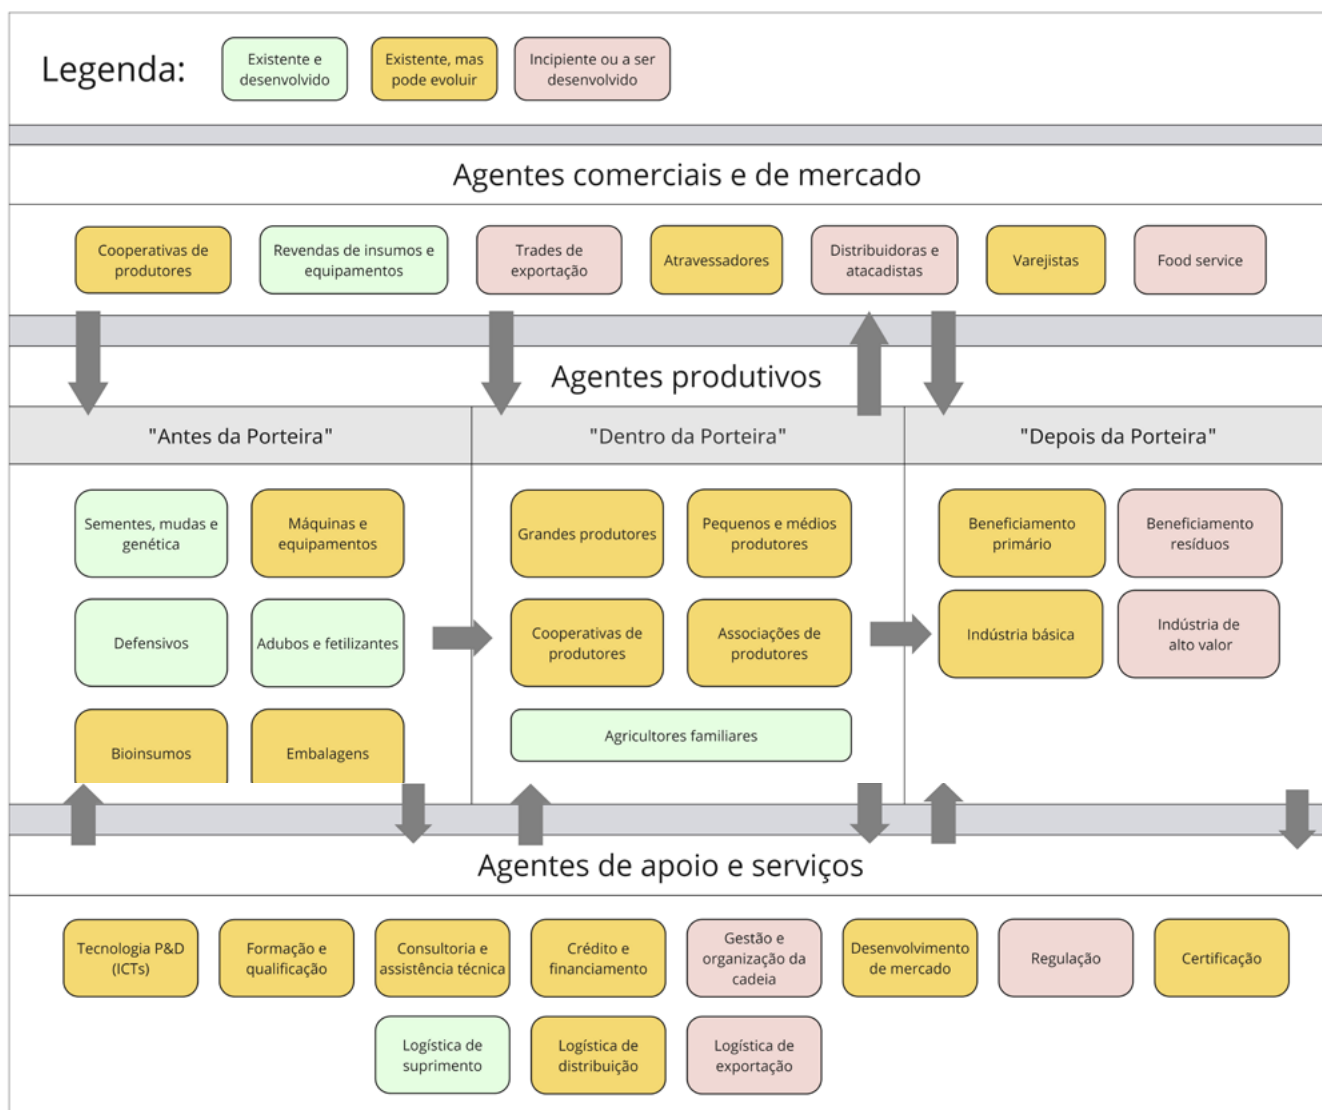 Legenda:
Existente e
desenvolvido
Existente, mas
pode evoluir
Incipiente ou a ser
desenvolvido
Agentes comerciais e de mercado
Cooperativas de
produtores
Revendas de insumos e
equipamentos
Trades de
exportação
Atravessadores
Distribuidoras e
atacadistas
Varejistas
Food service
Agentes produtivos
"Antes da Porteira"
"Dentro da Porteira"
"Depois da Porteira"
Sementes, mudas e
genética
Máquinas e
equipamentos
Defensivos
Adubos e fetilizantes
Bioinsumos
Embalagens
Grandes produtores
Pequenos e médios
produtores
Cooperativas de
produtores
Associações de
produtores
Agricultores familiares
Beneficiamento
primário
Beneficiamento
resíduos
Indústria básica
Indústria de
alto valor
Agentes de apoio e serviços
Tecnologia P&D
(ICTs)
Formação e
qualificação
Consultoria e
assistência técnica
Crédito e
financiamento
Gestão e
organização da
cadeia
Desenvolvimento
de mercado
Regulação
Certificação
Logística de
suprimento
Logística de
distribuição
Logística de
exportação